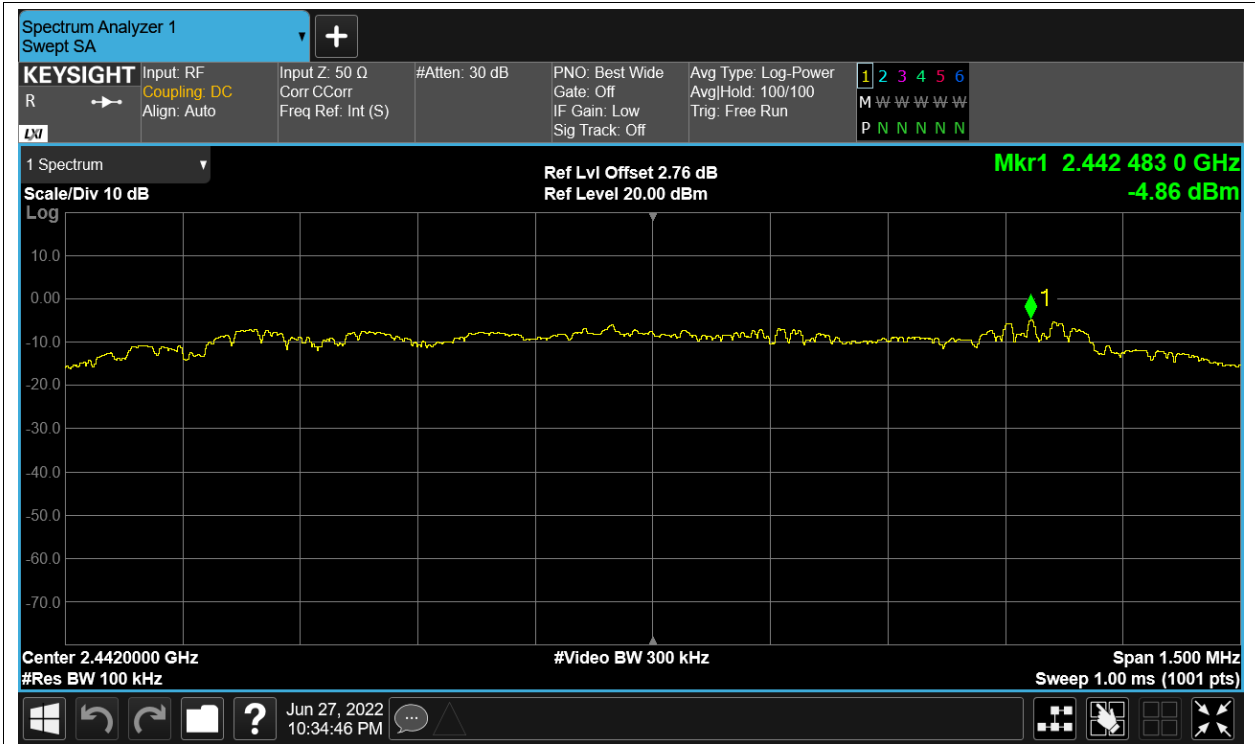 Spectrum Analyzer 1
Swept SA
+
KEYSIGHT
R
LXI
Input: RF
Coupling: DC
Align: Auto
Input Z: 50 Ω
Corr CCorr
Freq Ref: Int (S)
#Atten: 30 dB
PNO: Best Wide
Gate: Off
IF Gain: Low
Sig Track: Off
Avg Type: Log-Power
Avg|Hold: 100/100
Trig: Free Run
1 2 3 4 5 6
M W W W W W
P N N N N N
1 Spectrum
Scale/Div 10 dB
Ref Lvl Offset 2.76 dB
Ref Level 20.00 dBm
Mkr1 2.442 483 0 GHz
-4.86 dBm
Log
10.0
0.00
-10.0
-20.0
-30.0
-40.0
-50.0
-60.0
-70.0
1
Center 2.4420000 GHz
#Res BW 100 kHz
#Video BW 300 kHz
Span 1.500 MHz
Sweep 1.00 ms (1001 pts)
?
Jun 27, 2022
10:34:46 PM